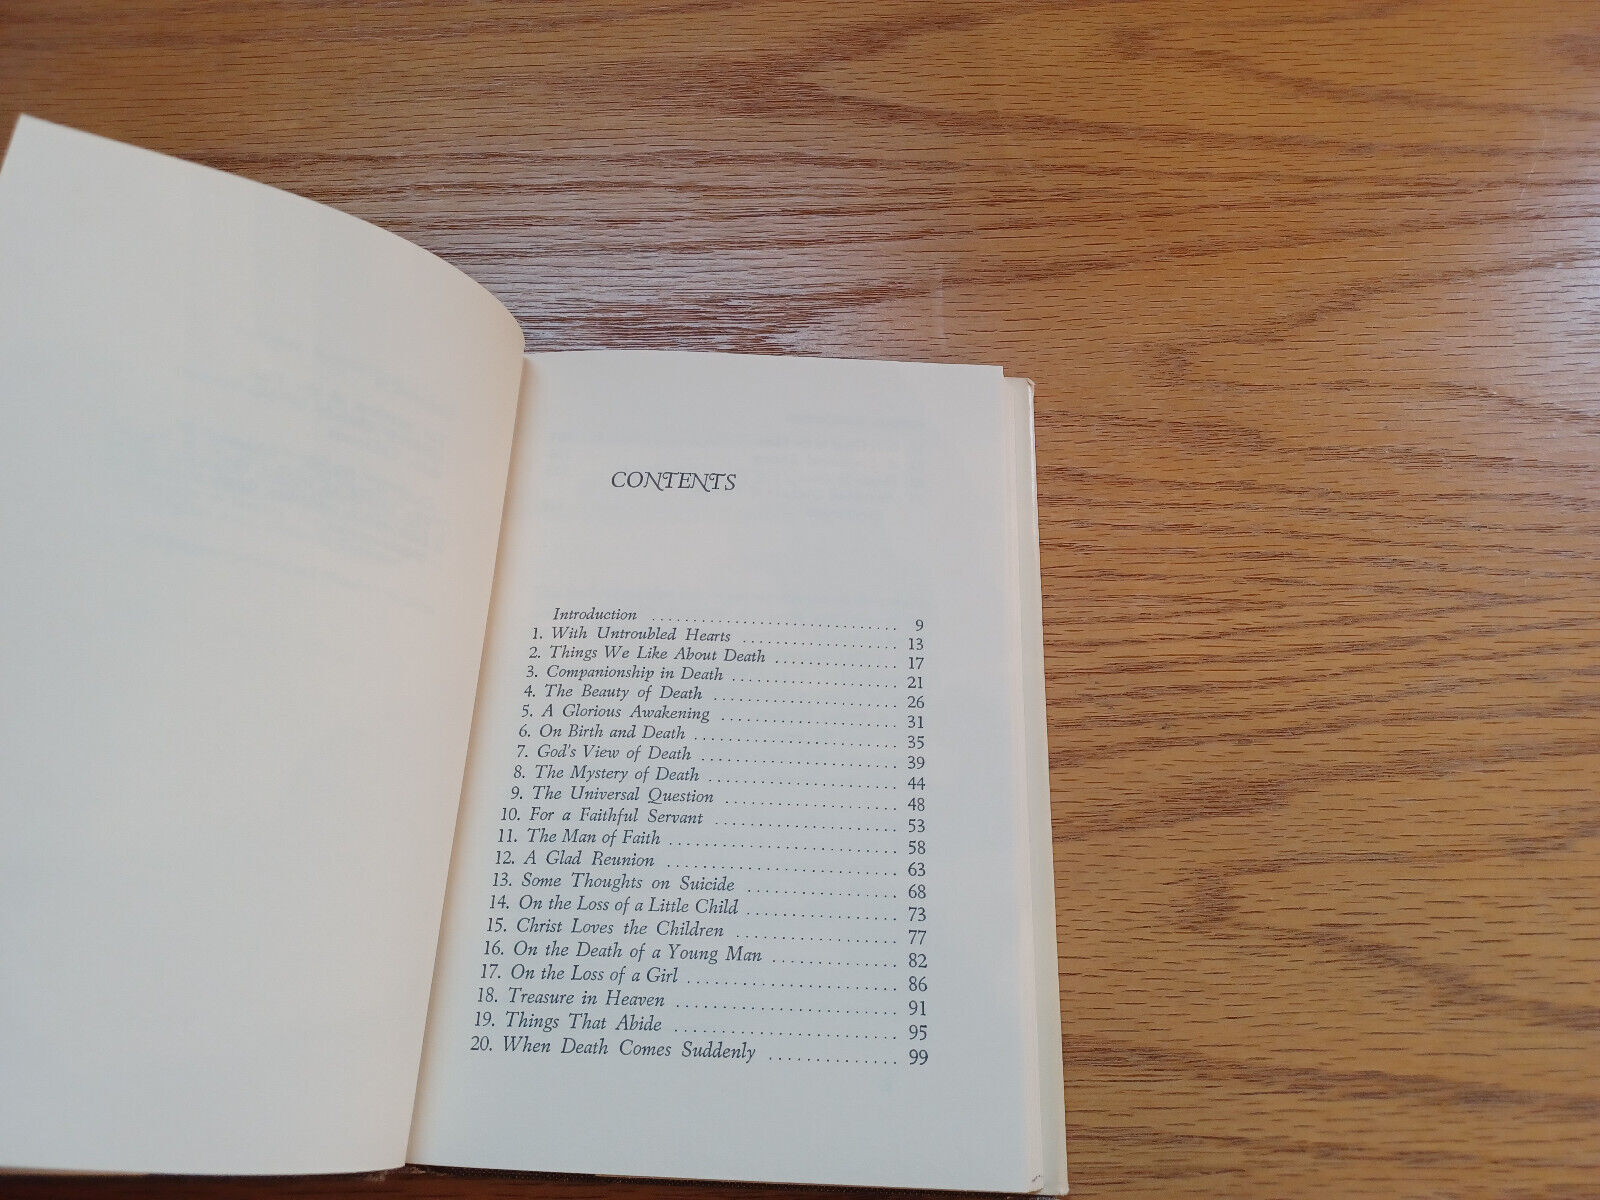 CONTENTS
Introduction .............................. 9
1. With Untroubled Hearts .................. 13
2. Things We Like About Death .............. 17
3. Companionship in Death .................. 21
4. The Beauty of Death ..................... 26
5. A Glorious Awakening .................... 31
6. On Birth and Death ...................... 35
7. God's View of Death ..................... 39
8. The Mystery of Death .................... 44
9. The Universal Question .................. 48
10. For a Faithful Servant ................. 53
11. The Man of Faith ....................... 58
12. A Glad Reunion ......................... 63
13. Some Thoughts on Suicide ............... 68
14. On the Loss of a Little Child .......... 73
15. Christ Loves the Children .............. 77
16. On the Death of a Young Man ............ 82
17. On the Loss of a Girl .................. 86
18. Treasure in Heaven ..................... 91
19. Things That Abide ...................... 95
20. When Death Comes Suddenly .............. 99